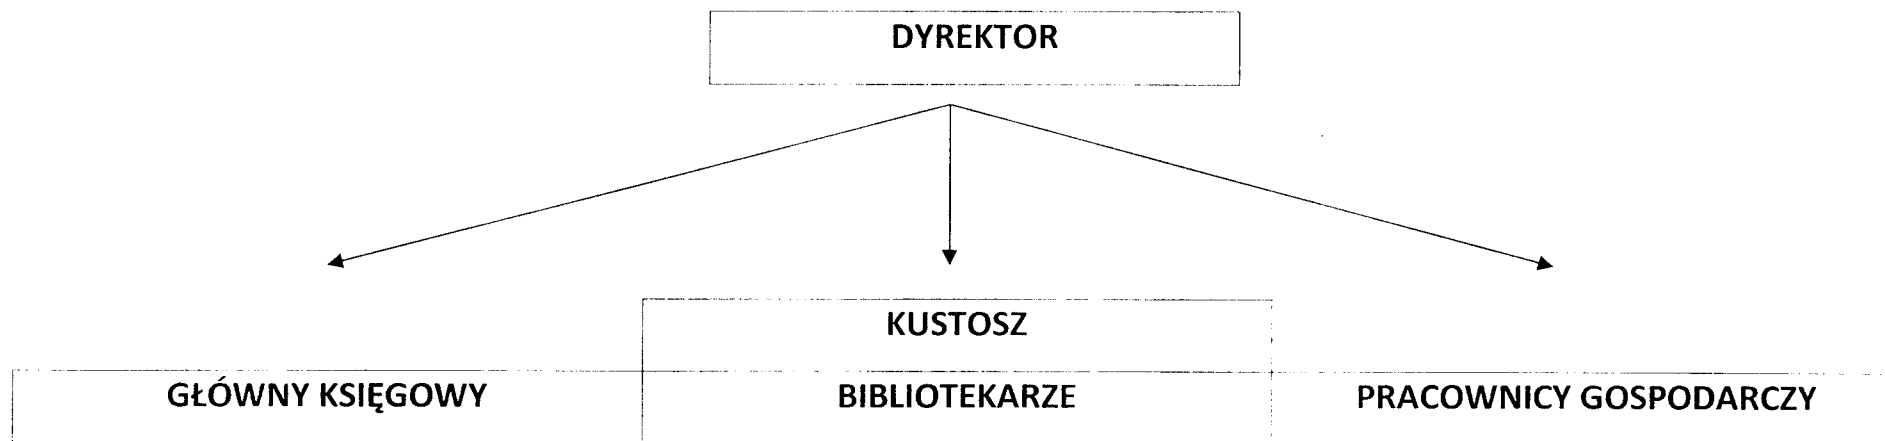 DYREKTOR
KUSTOSZ
GŁÓWNY KSIĘGOWY
BIBLIOTEKARZE
PRACOWNICY GOSPODARCZY